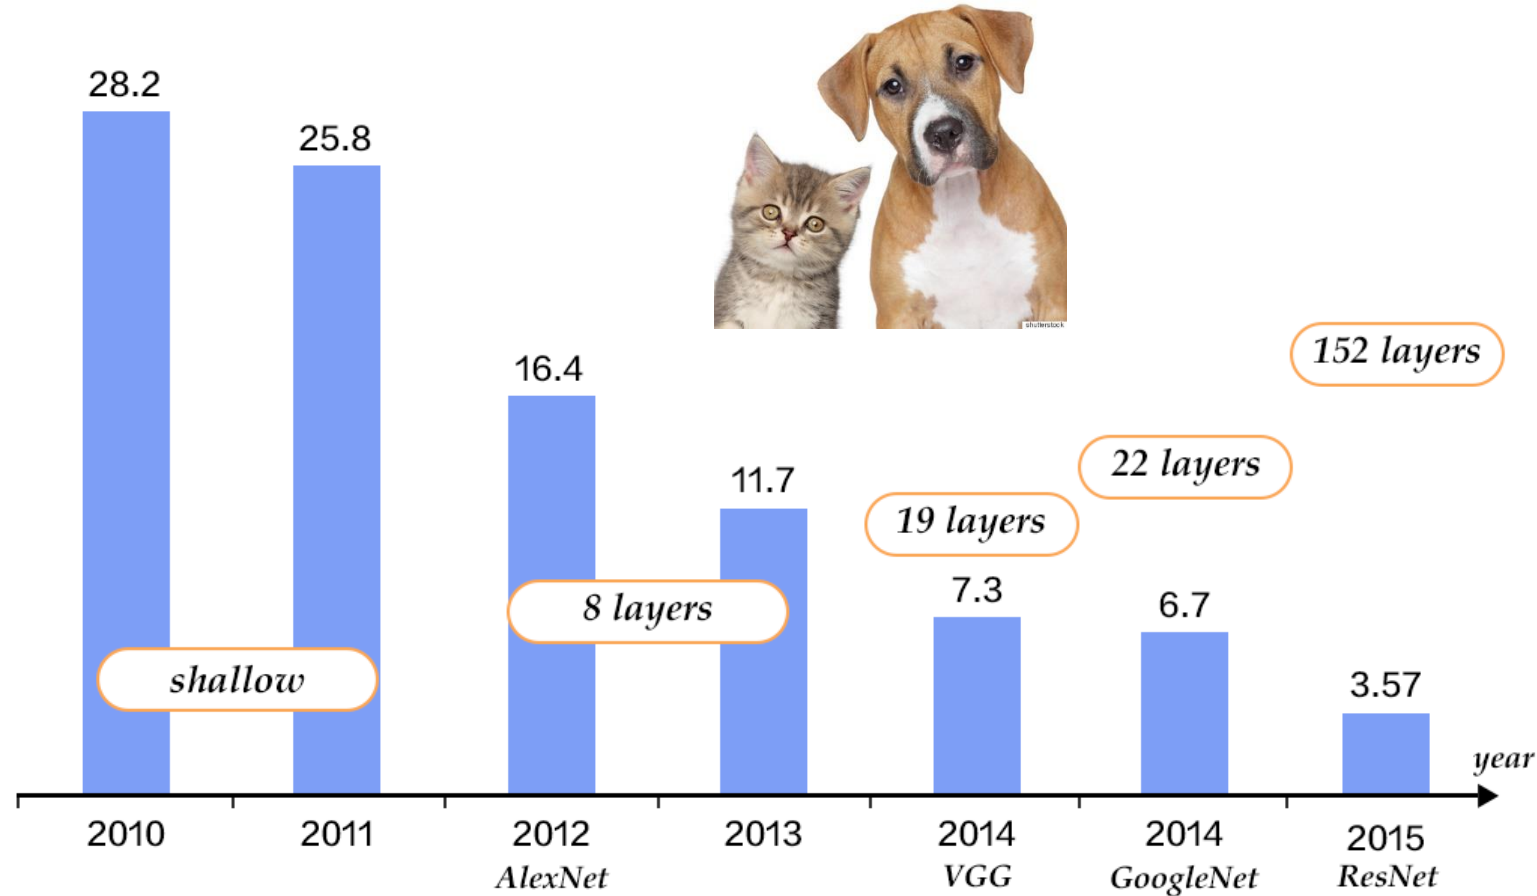 28.2
25.8
16.4
11.7
7.3
6.7
3.57
152 layers
22 layers
19 layers
8 layers
shallow
shutterstock
year
2010
2011
2012
2013
2014
2014
2015
AlexNet
VGG
GoogleNet
ResNet